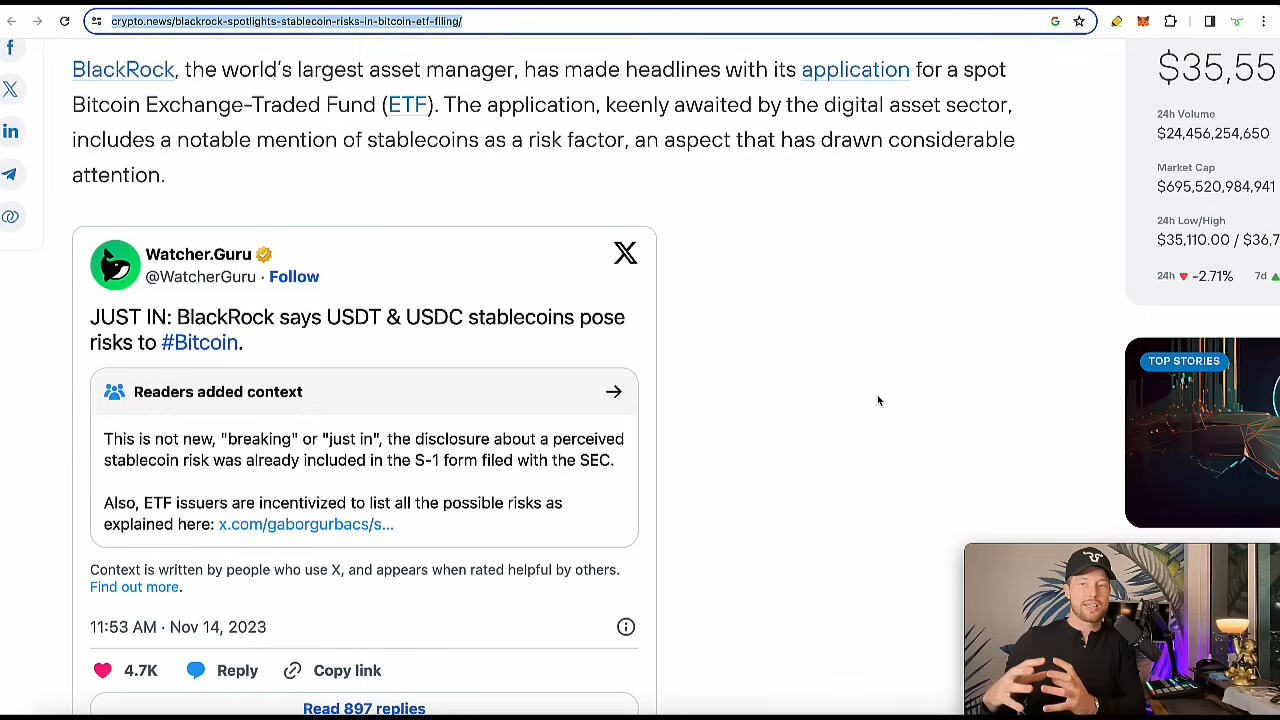 crypto.news/blackrock-spotlights-stablecoin-risks-in-bitcoin-etf-filing/
BlackRock, the world's largest asset manager, has made headlines with its application for a spot
Bitcoin Exchange-Traded Fund (ETF). The application, keenly awaited by the digital asset sector,
includes a notable mention of stablecoins as a risk factor, an aspect that has drawn considerable
attention.
Watcher.Guru
@WatcherGuru · Follow
JUST IN: BlackRock says USDT & USDC stablecoins pose
risks to #Bitcoin.
Readers added context
This is not new, "breaking" or "just in", the disclosure about a perceived
stablecoin risk was already included in the S-1 form filed with the SEC.
Also, ETF issuers are incentivized to list all the possible risks as
explained here: x.com/gaborgurbacs/s...
Context is written by people who use X, and appears when rated helpful by others.
Find out more.
11:53 AM · Nov 14, 2023
4.7K
Reply
Copy link
Read 897 replies
$35,55
24h Volume
$24,456,254,650
Market Cap
$695,520,984,941
24h Low/High
$35,110.00 / $36,7
24h
-2.71%
7d
TOP STORIES